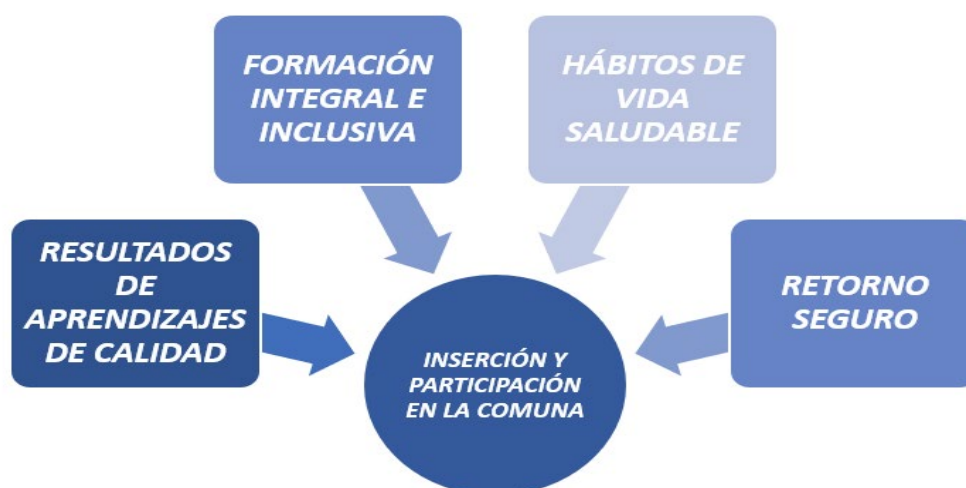 FORMACIÓN
INTEGRAL E
INCLUSIVA
HÁBITOS DE
VIDA
SALUDABLE
RESULTADOS
DE
APRENDIZAJES
DE CALIDAD
RETORNO
SEGURO
INSERCIÓN Y
PARTICIPACIÓN
EN LA COMUNA